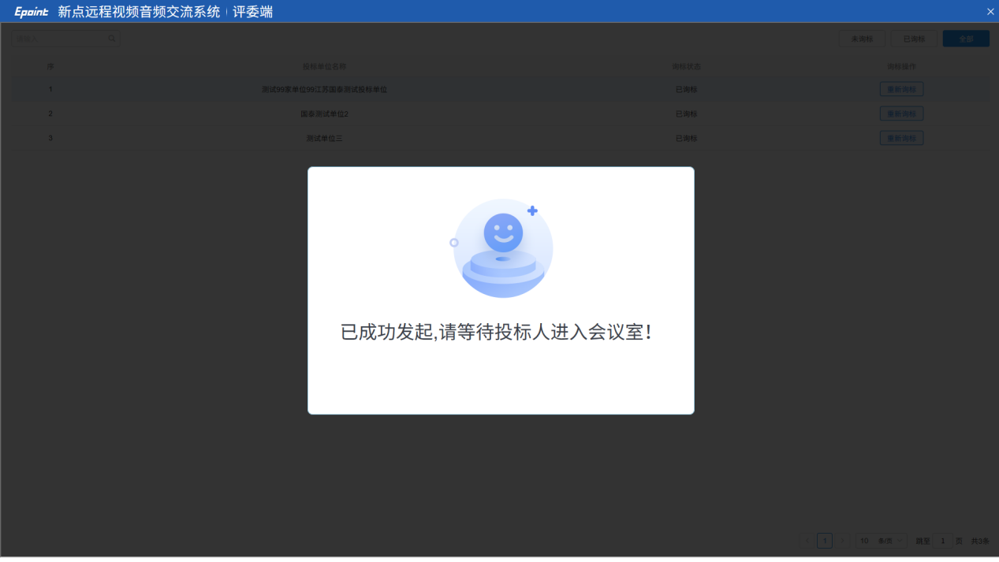 Epoint 新点远程视频音频交流系统 评委端
请输入 未询标 已询标 全部
序 投标单位名称 询标状态 询标操作
1 测试99家单位99江苏国泰测试投标单位 已询标 重新询标
2 国泰测试单位2 已询标 重新询标
3 测试单位三 已询标 重新询标
已成功发起,请等待投标人进入会议室!
1 10 条/页 跳至 1 页 共3条